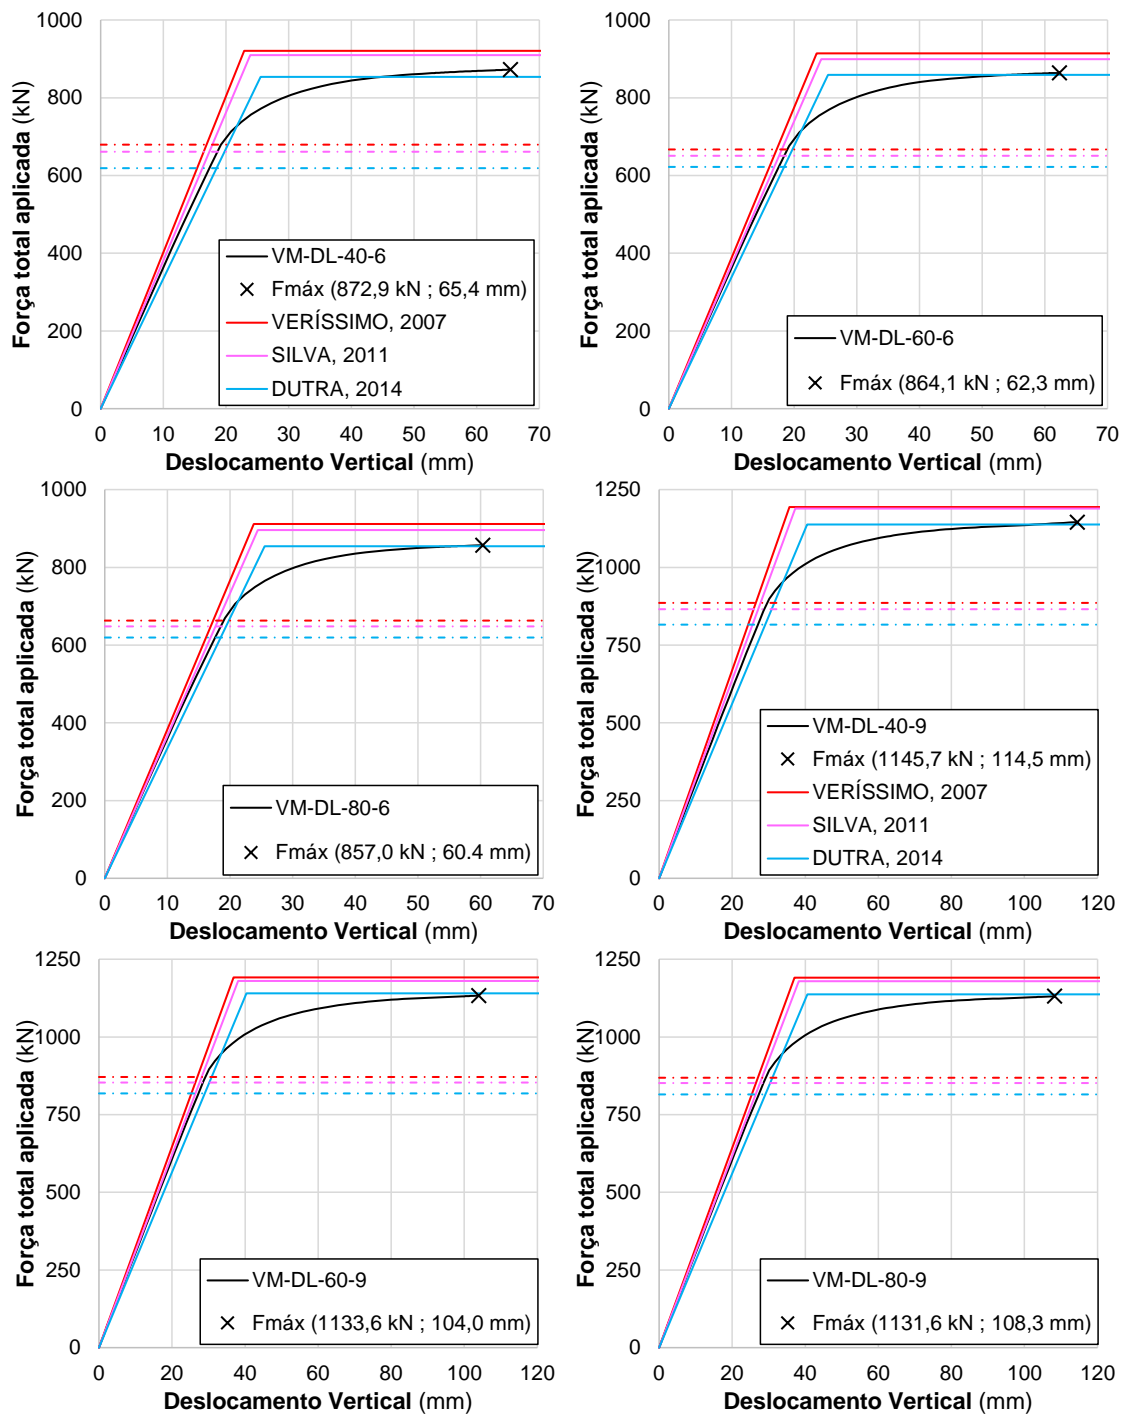 Força total aplicada (kN)
1000
800
600
400
200
0
VM-DL-40-6
Fmáx (872,9 kN ; 65,4 mm)
VERÍSSIMO, 2007
SILVA, 2011
DUTRA, 2014
0 10 20 30 40 50 60 70
Deslocamento Vertical (mm)
Força total aplicada (kN)
1000
800
600
400
200
0
VM-DL-60-6
Fmáx (864,1 kN ; 62,3 mm)
0 10 20 30 40 50 60 70
Deslocamento Vertical (mm)
Força total aplicada (kN)
1000
800
600
400
200
0
VM-DL-80-6
Fmáx (857,0 kN ; 60.4 mm)
0 10 20 30 40 50 60 70
Deslocamento Vertical (mm)
Força total aplicada (kN)
1250
1000
750
500
250
0
VM-DL-40-9
Fmáx (1145,7 kN ; 114,5 mm)
VERÍSSIMO, 2007
SILVA, 2011
DUTRA, 2014
0 20 40 60 80 100 120
Deslocamento Vertical (mm)
Força total aplicada (kN)
1250
1000
750
500
250
0
VM-DL-60-9
Fmáx (1133,6 kN ; 104,0 mm)
0 20 40 60 80 100 120
Deslocamento Vertical (mm)
Força total aplicada (kN)
1250
1000
750
500
250
0
VM-DL-80-9
Fmáx (1131,6 kN ; 108,3 mm)
0 20 40 60 80 100 120
Deslocamento Vertical (mm)